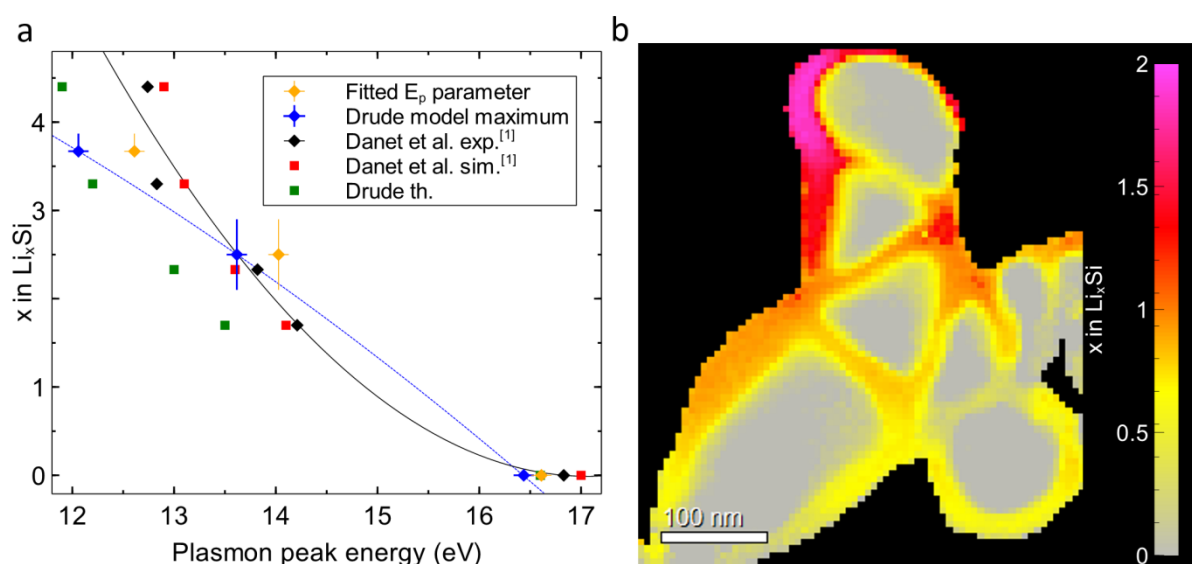 a
x in LiₓSi
4
3
2
1
0
12 13 14 15 16 17
Plasmon peak energy (eV)
Fitted Eₚ parameter
Drude model maximum
Danet et al. exp.[1]
Danet et al. sim.[1]
Drude th.
b
100 nm
x in LiₓSi
2
1.5
1
0.5
0